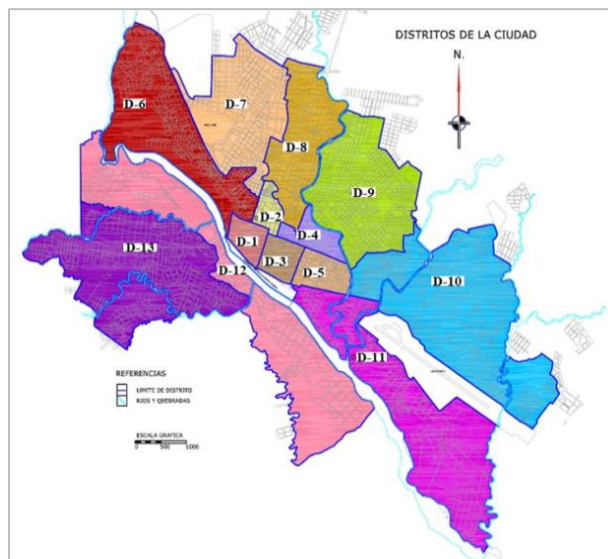 DISTRITOS DE LA CIUDAD
N.
D-6
D-7
D-8
D-9
D-2
D-1
D-4
D-13
D-12
D-3
D-5
D-10
D-11
REFERENCIAS
LIMITE DE DISTRITO
RIOS Y QUEBRADAS
ESCALA GRAFICA
0 500 1000